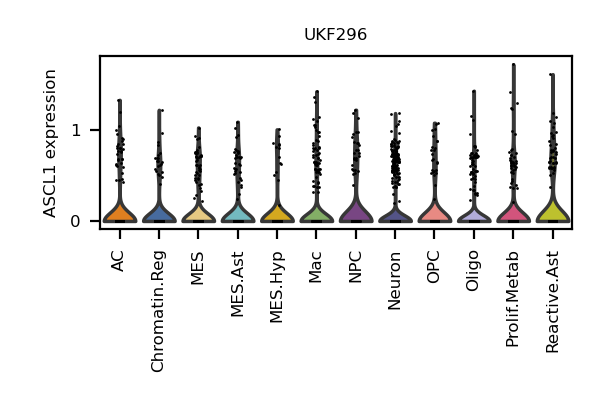 UKF296
ASCL1 expression
1
0
AC
Chromatin.Reg
MES
MES.Ast
MES.Hyp
Mac
NPC
Neuron
OPC
Oligo
Prolif.Metab
Reactive.Ast